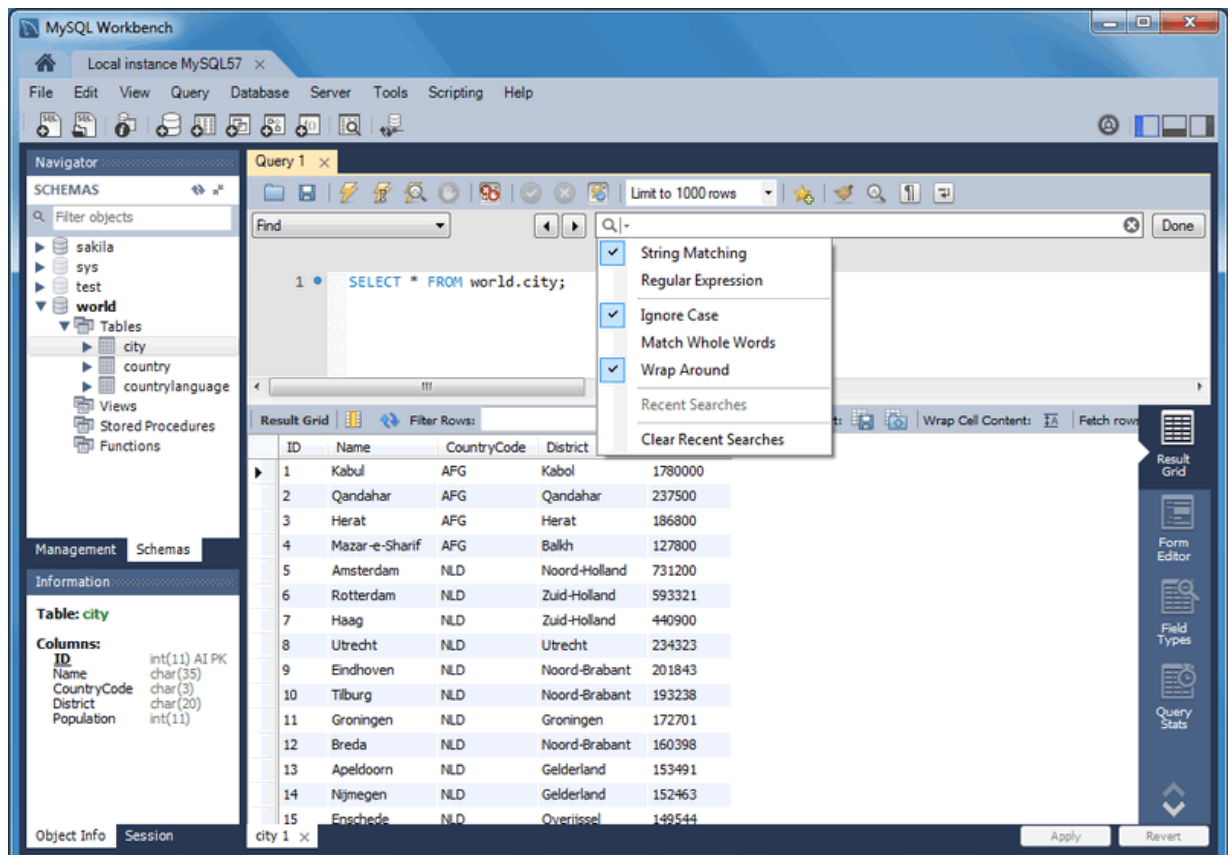 MySQL Workbench
Local instance MySQL57
File Edit View Query Database Server Tools Scripting Help
Navigator
SCHEMAS
Filter objects
sakila
sys
test
world
Tables
city
country
countrylanguage
Views
Stored Procedures
Functions
Management Schemas
Information
Table: city
Columns:
ID int(11) AI PK
Name char(35)
CountryCode char(3)
District char(20)
Population int(11)
Object Info Session
Query 1
Limit to 1000 rows
Find
Done
String Matching
Regular Expression
Ignore Case
Match Whole Words
Wrap Around
Recent Searches
Clear Recent Searches
1 SELECT * FROM world.city;
Result Grid Filter Rows: Wrap Cell Content: Fetch rows
ID Name CountryCode District
1 Kabul AFG Kabol 1780000
2 Qandahar AFG Qandahar 237500
3 Herat AFG Herat 186800
4 Mazar-e-Sharif AFG Balkh 127800
5 Amsterdam NLD Noord-Holland 731200
6 Rotterdam NLD Zuid-Holland 593321
7 Haag NLD Zuid-Holland 440900
8 Utrecht NLD Utrecht 234323
9 Eindhoven NLD Noord-Brabant 201843
10 Tilburg NLD Noord-Brabant 193238
11 Groningen NLD Groningen 172701
12 Breda NLD Noord-Brabant 160398
13 Apeldoorn NLD Gelderland 153491
14 Nijmegen NLD Gelderland 152463
15 Enschede NLD Overijssel 149544
Result
Grid
Form
Editor
Field
Types
Query
Stats
city 1
Apply Revert